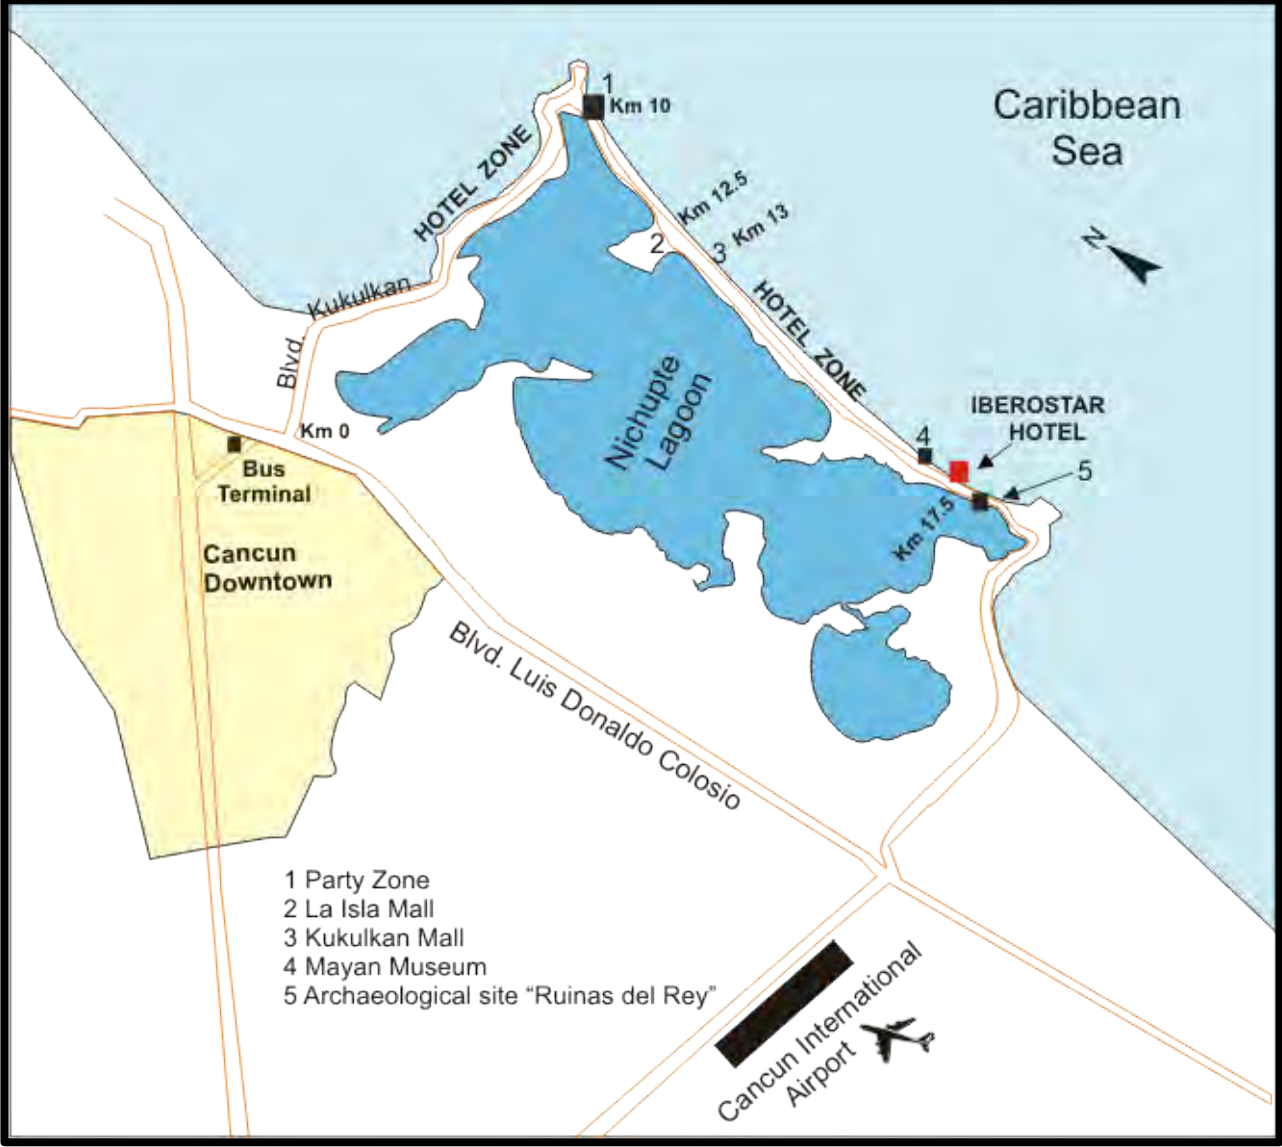 1
Km 10
Caribbean
Sea
HOTEL ZONE
Km 12.5
2
3
Km 13
N
Blvd. Kukulkan
HOTEL ZONE
Nichupte
Lagoon
IBEROSTAR
HOTEL
4
5
Km 0
Bus
Terminal
Km 17.5
Cancun
Downtown
Blvd. Luis Donaldo Colosio
1 Party Zone
2 La Isla Mall
3 Kukulkan Mall
4 Mayan Museum
5 Archaeological site “Ruinas del Rey”
Cancun International
Airport